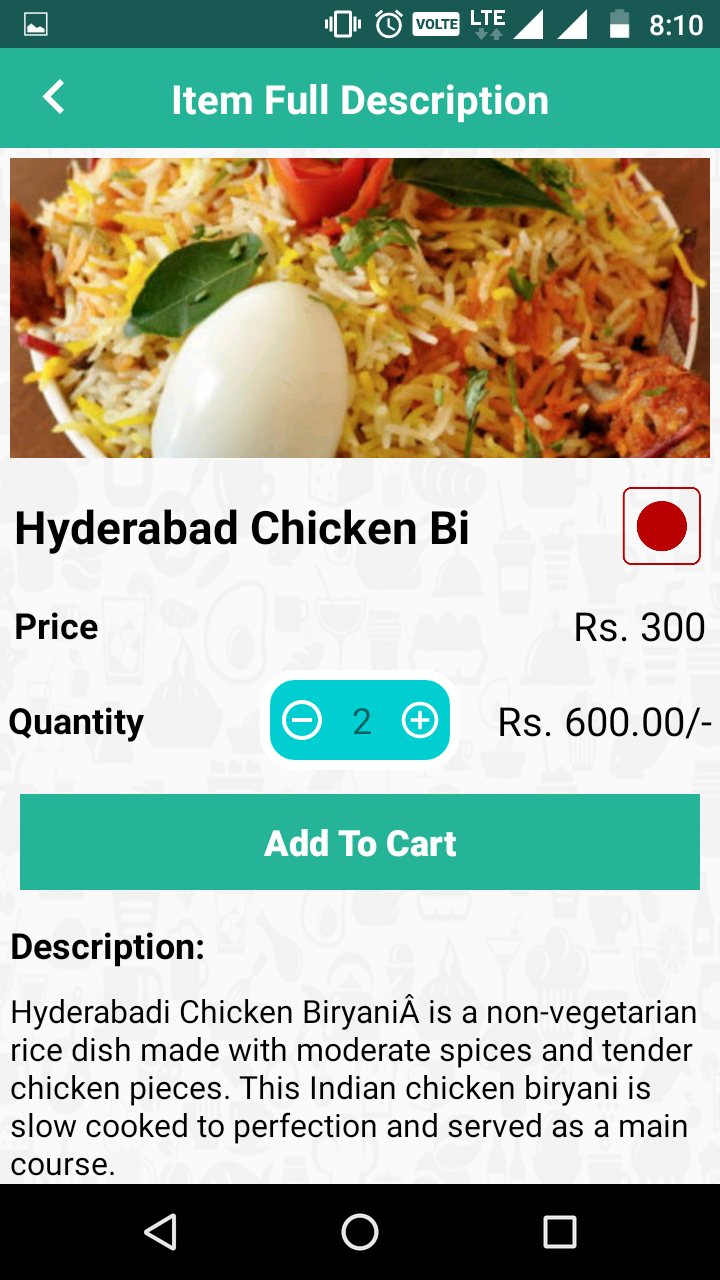 VOLTE LTE 8:10
Item Full Description
Hyderabad Chicken Bi
Price Rs. 300
Quantity 2 Rs. 600.00/-
Add To Cart
Description:
Hyderabadi Chicken BiryaniÂ is a non-vegetarian
rice dish made with moderate spices and tender
chicken pieces. This Indian chicken biryani is
slow cooked to perfection and served as a main
course.